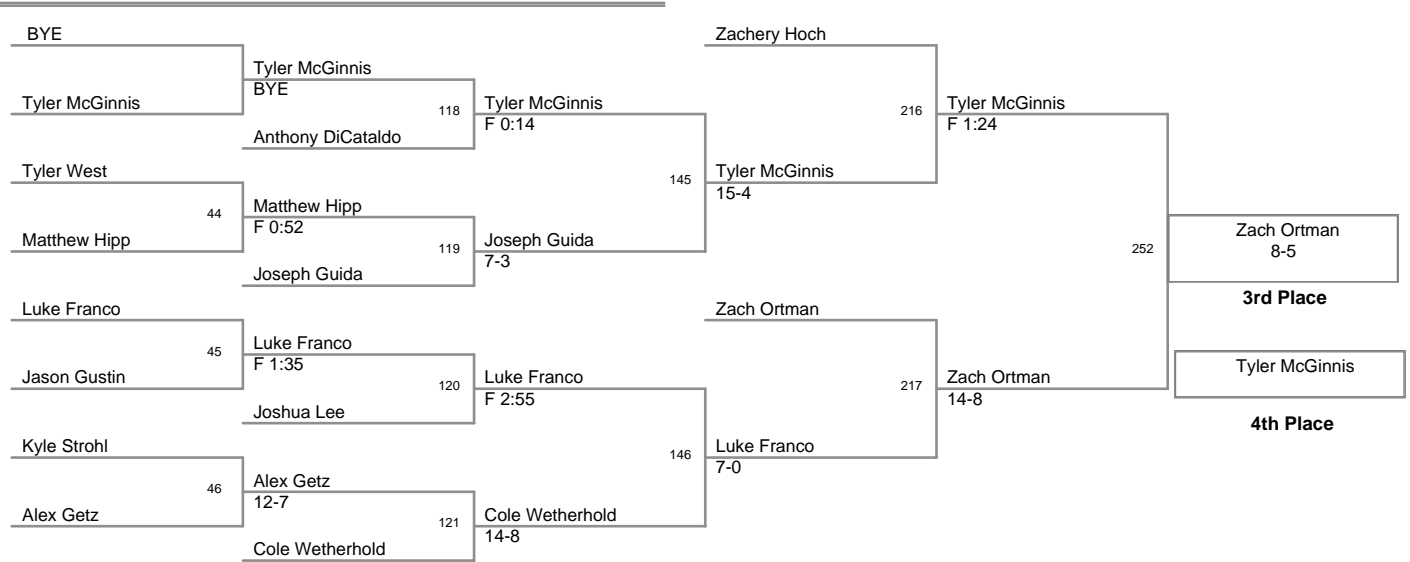 BYE
Zachery Hoch
Tyler McGinnis
BYE
Tyler McGinnis
118
Tyler McGinnis
F 0:14
216
Tyler McGinnis
F 1:24
Anthony DiCataldo
Tyler West
145
Tyler McGinnis
15-4
44
Matthew Hipp
F 0:52
Matthew Hipp
119
Joseph Guida
7-3
252
Zach Ortman
8-5
Joseph Guida
3rd Place
Luke Franco
Zach Ortman
45
Luke Franco
F 1:35
Jason Gustin
120
Luke Franco
F 2:55
217
Zach Ortman
14-8
Tyler McGinnis
Joshua Lee
4th Place
Kyle Strohl
146
Luke Franco
7-0
46
Alex Getz
12-7
Alex Getz
121
Cole Wetherhold
14-8
Cole Wetherhold